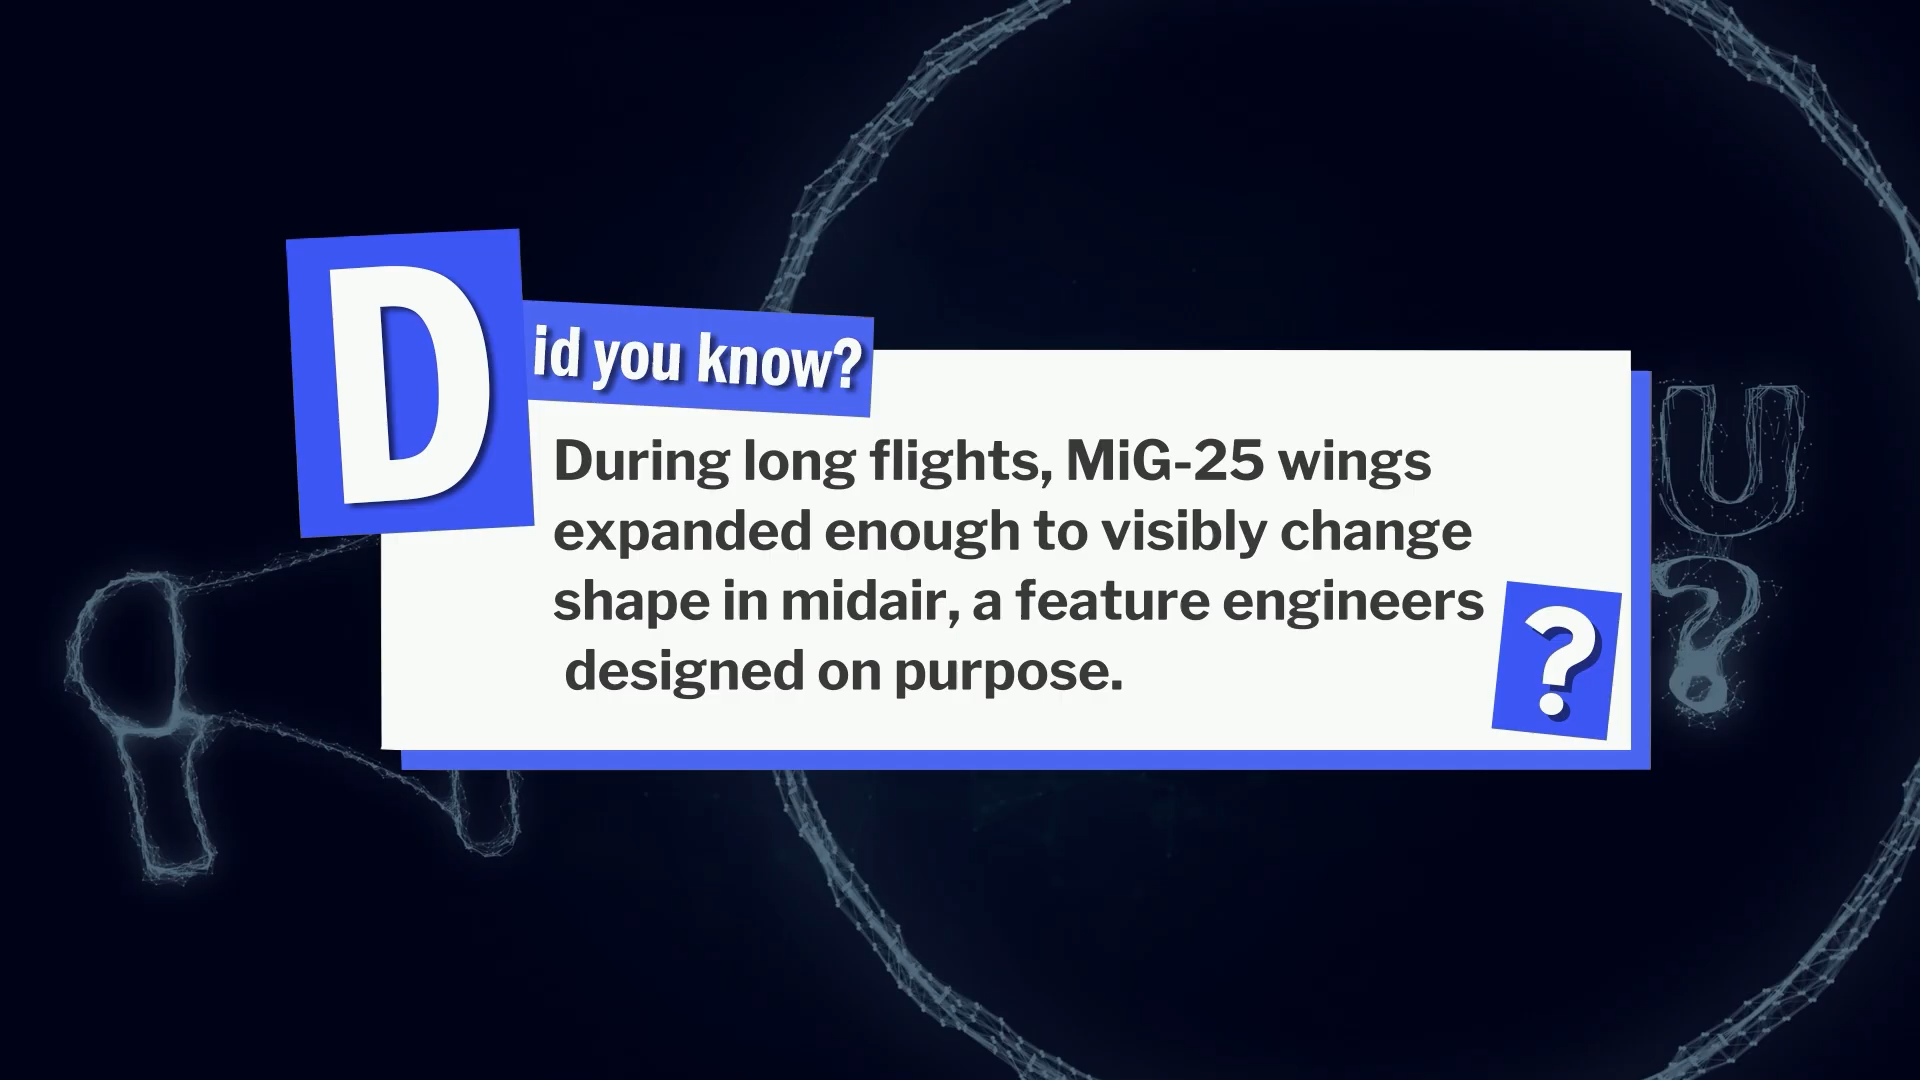 Did you know?
During long flights, MiG-25 wings
expanded enough to visibly change
shape in midair, a feature engineers
designed on purpose.
?
U
?